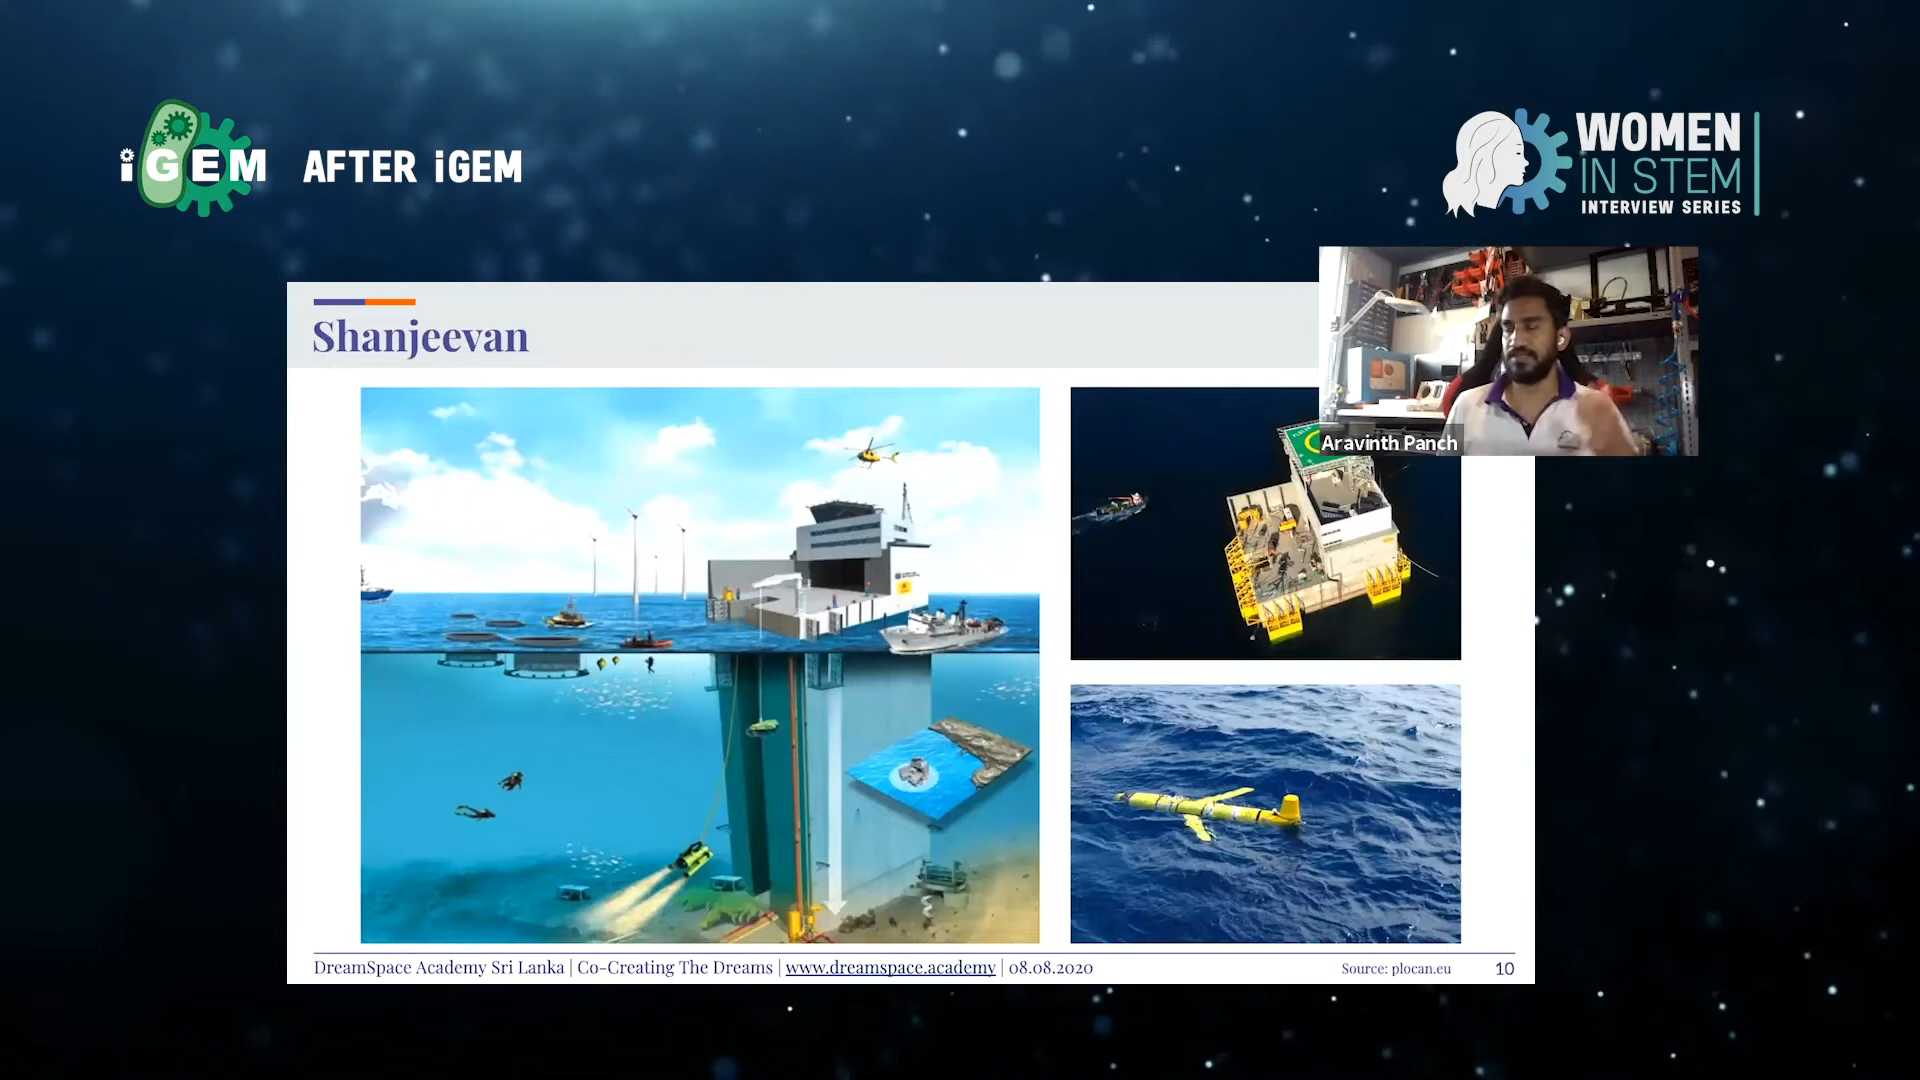 iGEM
AFTER iGEM
WOMEN
IN STEM
INTERVIEW SERIES
Shanjeevan
Aravinth Panch
DreamSpace Academy Sri Lanka | Co-Creating The Dreams | www.dreamspace.academy | 08.08.2020
Source: plocan.eu
10